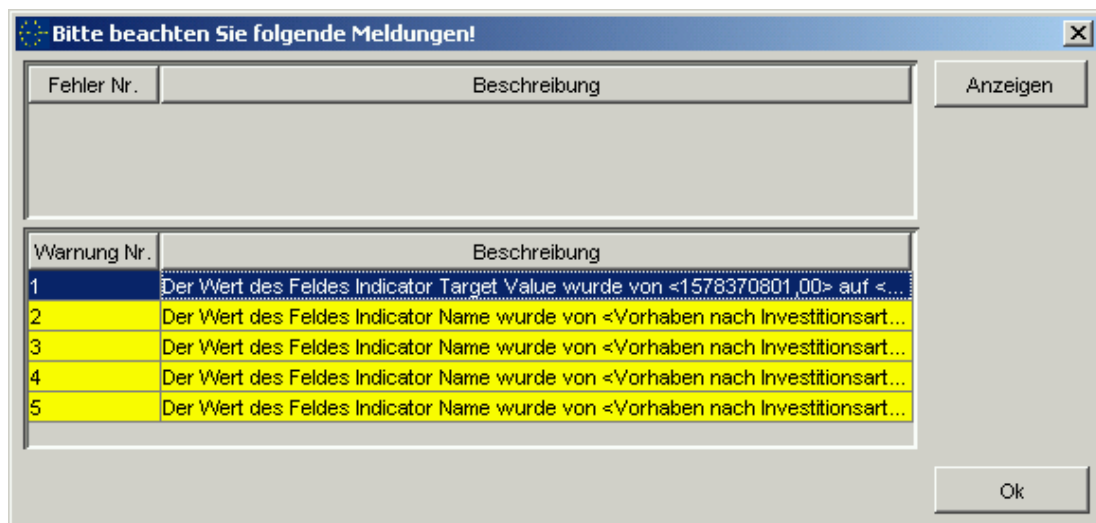 Bitte beachten Sie folgende Meldungen!
Fehler Nr. Beschreibung Anzeigen
Warnung Nr. Beschreibung
1 Der Wert des Feldes Indicator Target Value wurde von <1578370801,00> auf <...
2 Der Wert des Feldes Indicator Name wurde von <Vorhaben nach Investitionsart...
3 Der Wert des Feldes Indicator Name wurde von <Vorhaben nach Investitionsart...
4 Der Wert des Feldes Indicator Name wurde von <Vorhaben nach Investitionsart...
5 Der Wert des Feldes Indicator Name wurde von <Vorhaben nach Investitionsart...
Ok